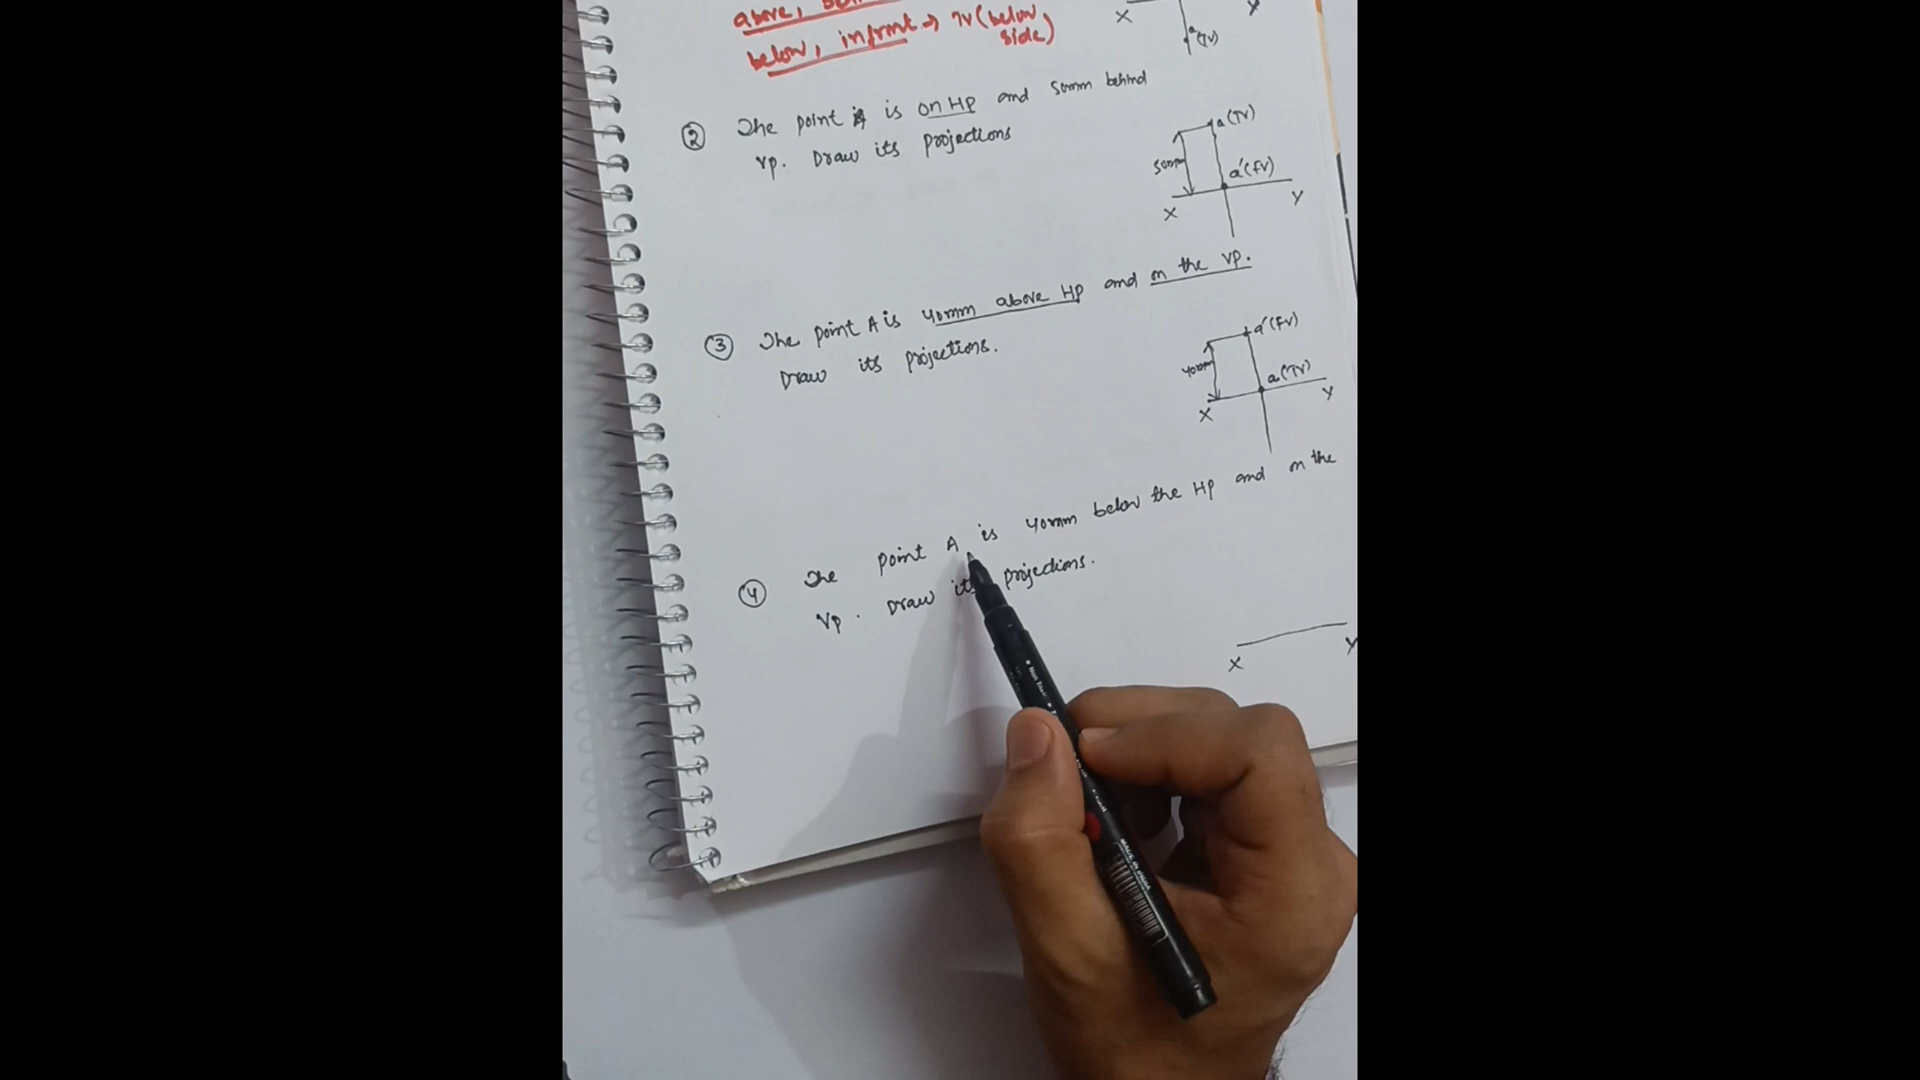 above,
below, infront → TV (below side)
X Y
a (TV)
② The point A is on HP and 50mm behind
VP. Draw its projections
a (TV)
50mm
a' (FV)
X Y
③ The point A is 40mm above HP and on the VP.
Draw its projections.
a' (FV)
40mm
a (TV)
X Y
④ The point A is 40mm below the HP and on the
VP. Draw its projections.
X Y